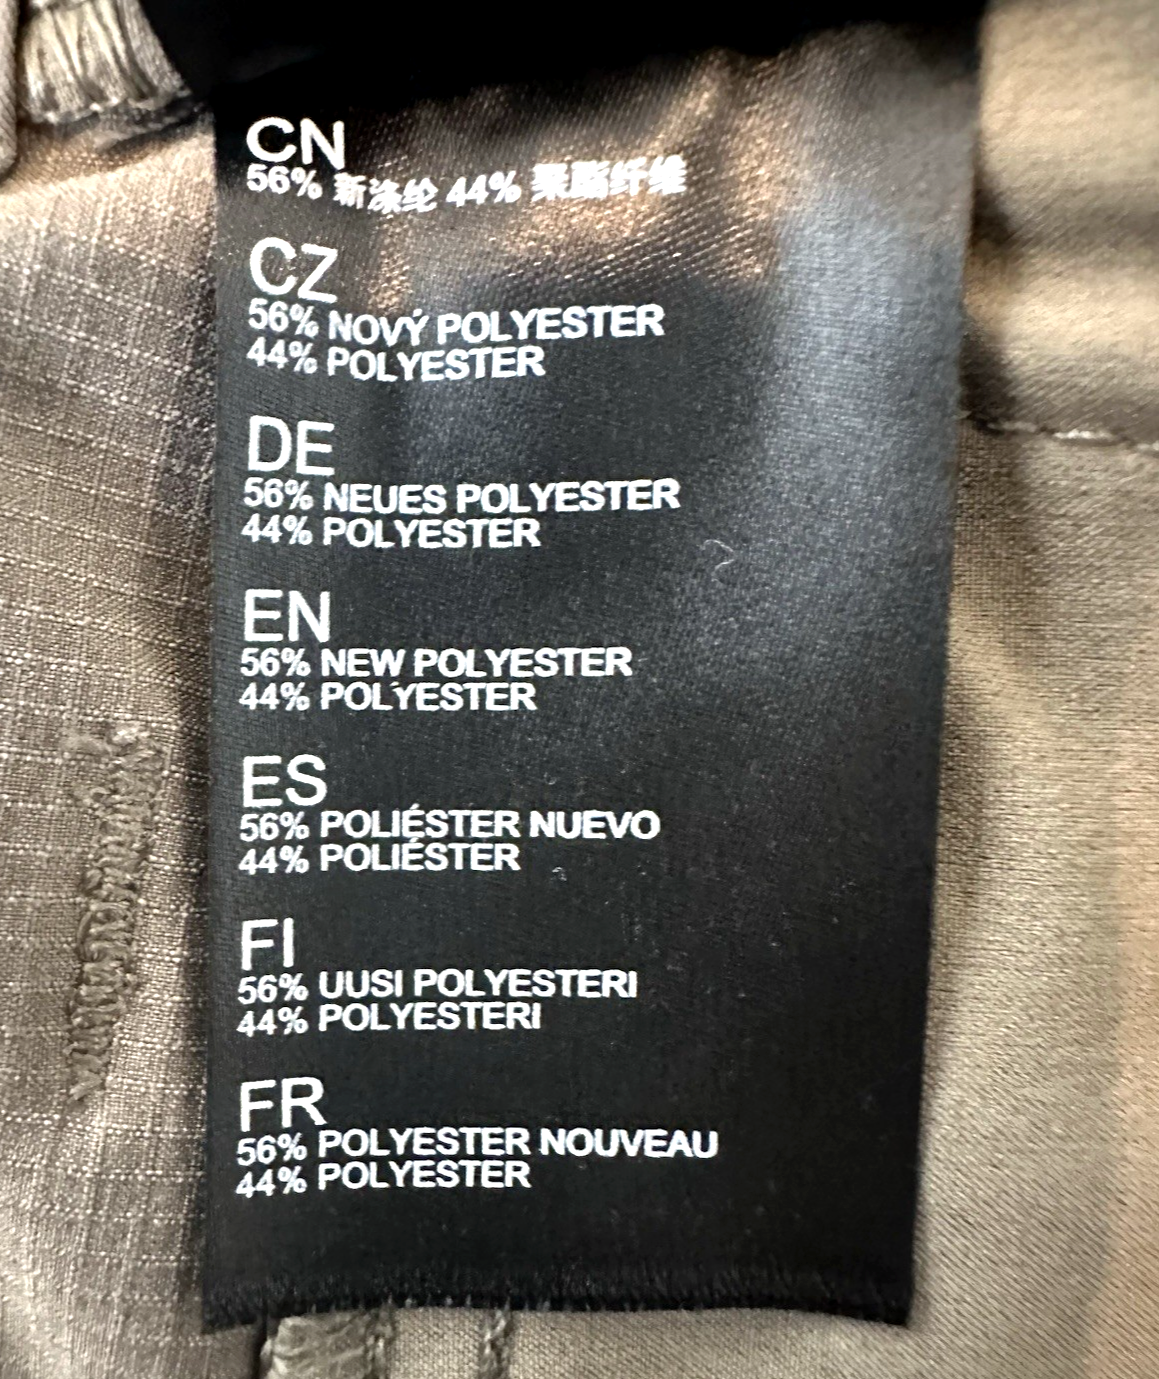 CN
56% 新涤纶 44% 聚酯纤维
CZ
56% NOVÝ POLYESTER
44% POLYESTER
DE
56% NEUES POLYESTER
44% POLYESTER
EN
56% NEW POLYESTER
44% POLYESTER
ES
56% POLIÉSTER NUEVO
44% POLIÉSTER
FI
56% UUSI POLYESTERI
44% POLYESTERI
FR
56% POLYESTER NOUVEAU
44% POLYESTER